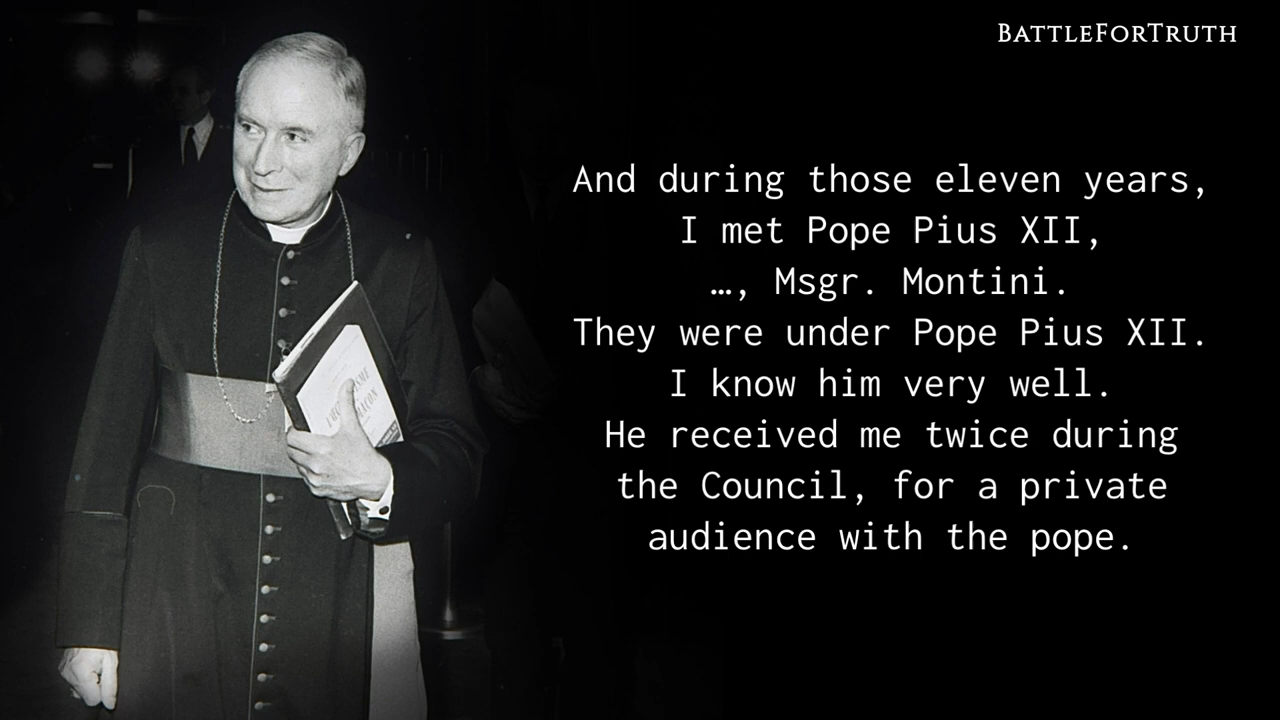 BATTLEFORTRUTH
And during those eleven years,
I met Pope Pius XII,
…, Msgr. Montini.
They were under Pope Pius XII.
I know him very well.
He received me twice during
the Council, for a private
audience with the pope.